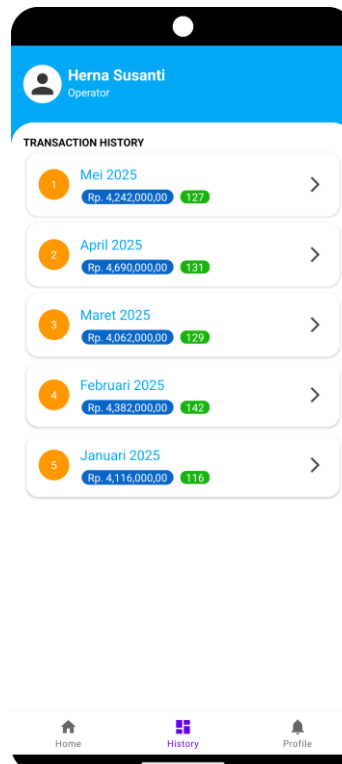 Herna Susanti
Operator
TRANSACTION HISTORY
1
Mei 2025
Rp. 4,242,000,00 127
2
April 2025
Rp. 4,690,000,00 131
3
Maret 2025
Rp. 4,062,000,00 129
4
Februari 2025
Rp. 4,382,000,00 142
5
Januari 2025
Rp. 4,116,000,00 116
Home History Profile